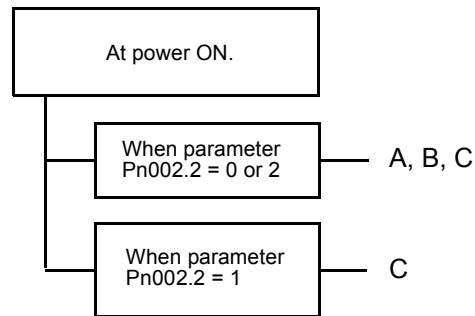 At power ON.
When parameter
Pn002.2 = 0 or 2
A, B, C
When parameter
Pn002.2 = 1
C